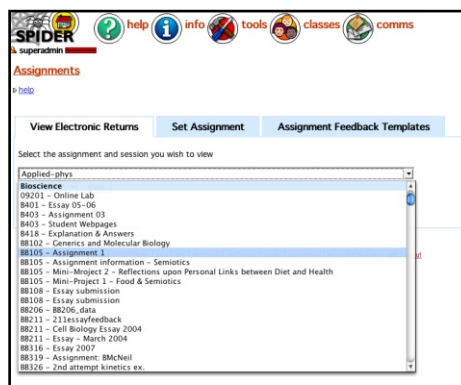 SPIDER help info tools classes comms
superadmin
Assignments
help
View Electronic Returns Set Assignment Assignment Feedback Templates
Select the assignment and session you wish to view
Applied-phys
Bioscience
09201 - Online Lab
B401 - Essay 05-06
B403 - Assignment 03
B403 - Student Webpages
B418 - Explanation & Answers
BB102 - Generics and Molecular Biology
BB105 - Assignment 1
BB105 - Assignment information - Semiotics
BB105 - Mini-Mroject 2 - Reflections upon Personal Links between Diet and Health
BB105 - Mini-Project 1 - Food & Semiotics
BB108 - Essay submission
BB108 - Essay submission
BB206 - BB206_data
BB211 - 211essayfeedback
BB211 - Cell Biology Essay 2004
BB211 - Essay - March 2004
BB316 - Essay 2007
BB319 - Assignment: BMcNeil
BB326 - 2nd attempt kinetics ex.